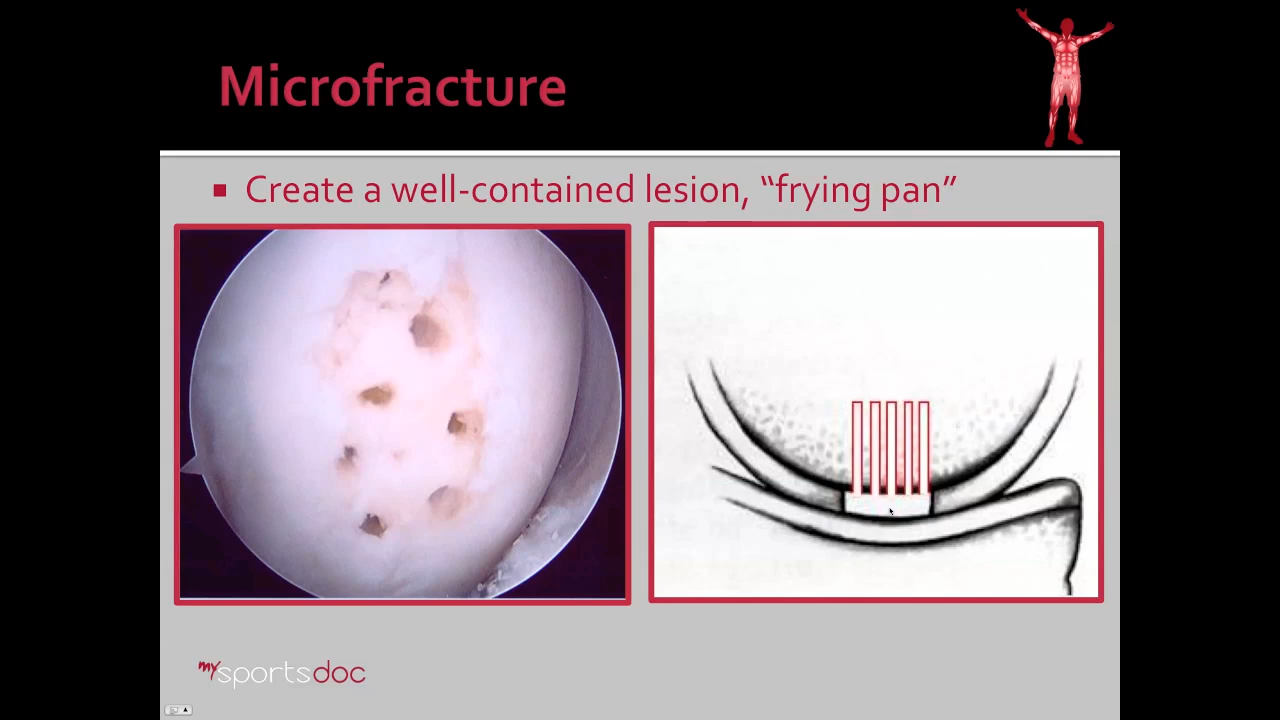 Microfracture
Create a well-contained lesion, “frying pan”
mysportsdoc